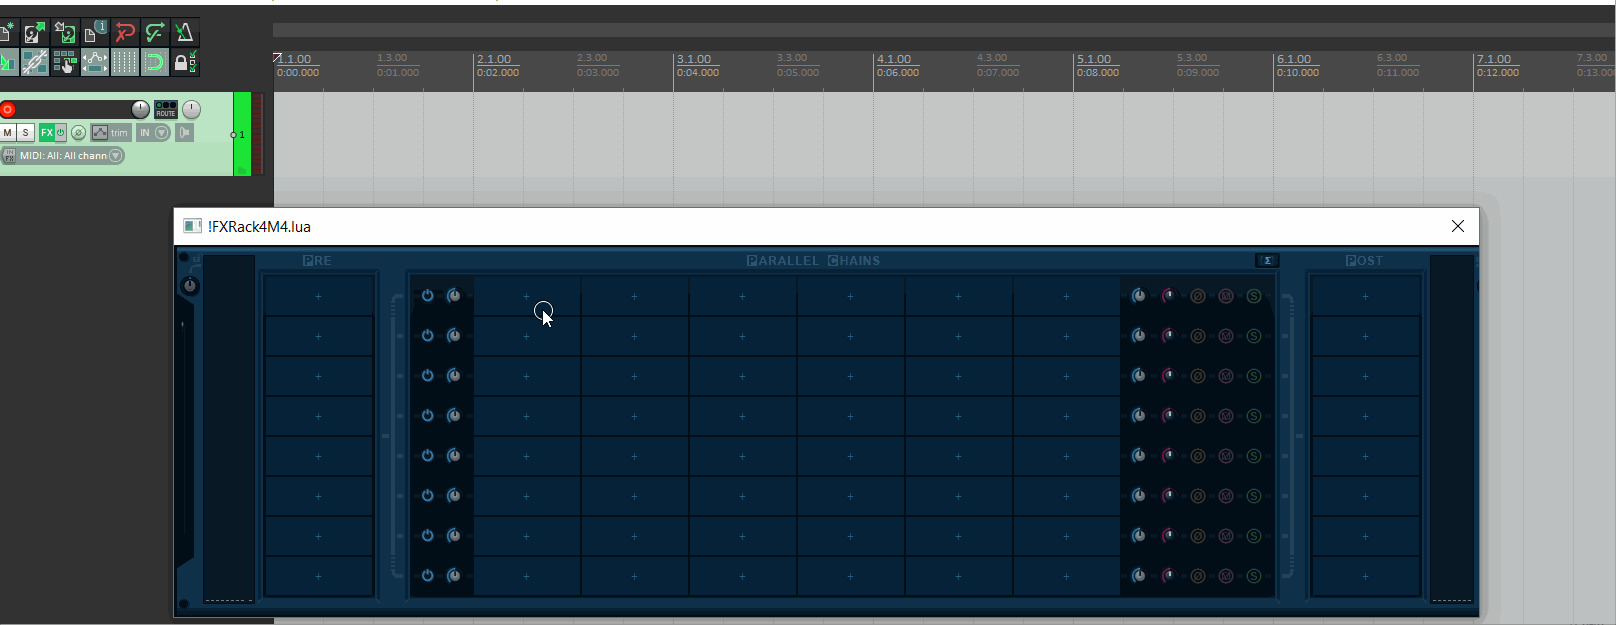 1.1.00 1.3.00 2.1.00 2.3.00 3.1.00 3.3.00 4.1.00 4.3.00 5.1.00 5.3.00 6.1.00 6.3.00 7.1.00 7.3.00
0:00.000 0:01.000 0:02.000 0:03.000 0:04.000 0:05.000 0:06.000 0:07.000 0:08.000 0:09.000 0:10.000 0:11.000 0:12.000 0:13.00
ROUTE
M S FX Ø trim IN 1
IN FX MIDI: All: All chann
!FXRack4M4.lua
PRE PARALLEL CHAINS Σ POST
+ + + + + + + Ø M S +
+ + + + + + + Ø M S +
+ + + + + + + Ø M S +
+ + + + + + + Ø M S +
+ + + + + + + Ø M S +
+ + + + + + + Ø M S +
+ + + + + + + Ø M S +
+ + + + + + + Ø M S +